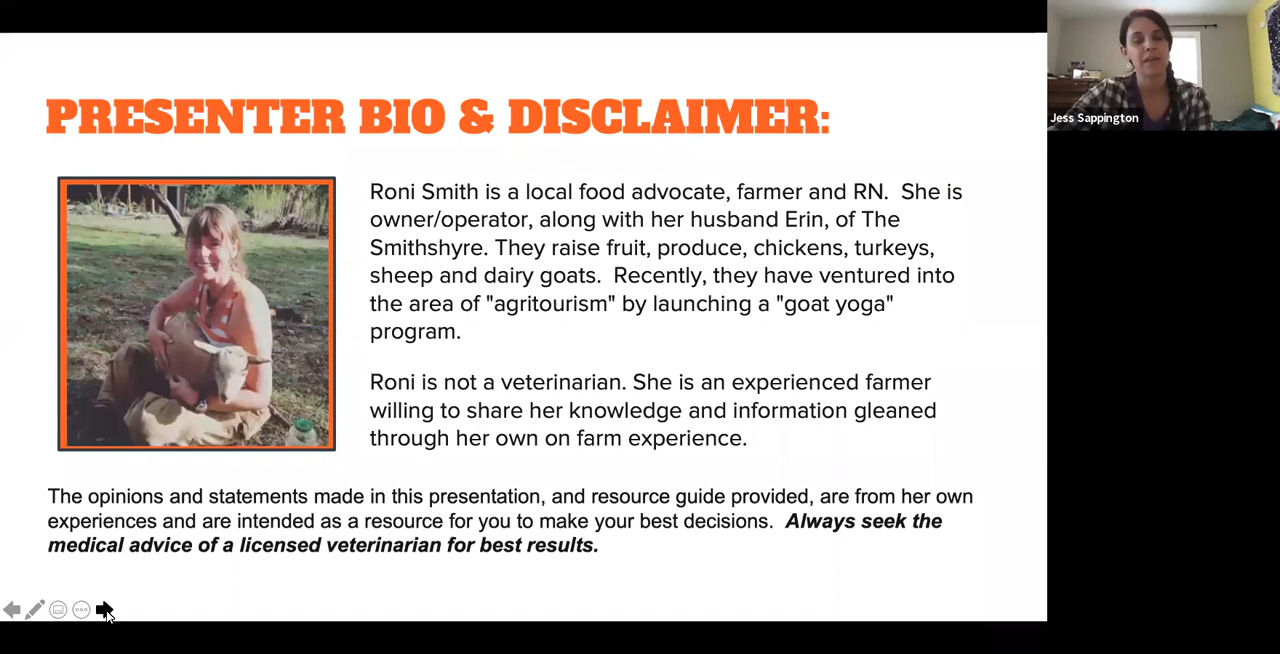 PRESENTER BIO & DISCLAIMER:
Jess Sappington
Roni Smith is a local food advocate, farmer and RN.  She is
owner/operator, along with her husband Erin, of The
Smithshyre. They raise fruit, produce, chickens, turkeys,
sheep and dairy goats.  Recently, they have ventured into
the area of "agritourism" by launching a "goat yoga"
program.
Roni is not a veterinarian. She is an experienced farmer
willing to share her knowledge and information gleaned
through her own on farm experience.
The opinions and statements made in this presentation, and resource guide provided, are from her own
experiences and are intended as a resource for you to make your best decisions.  Always seek the
medical advice of a licensed veterinarian for best results.